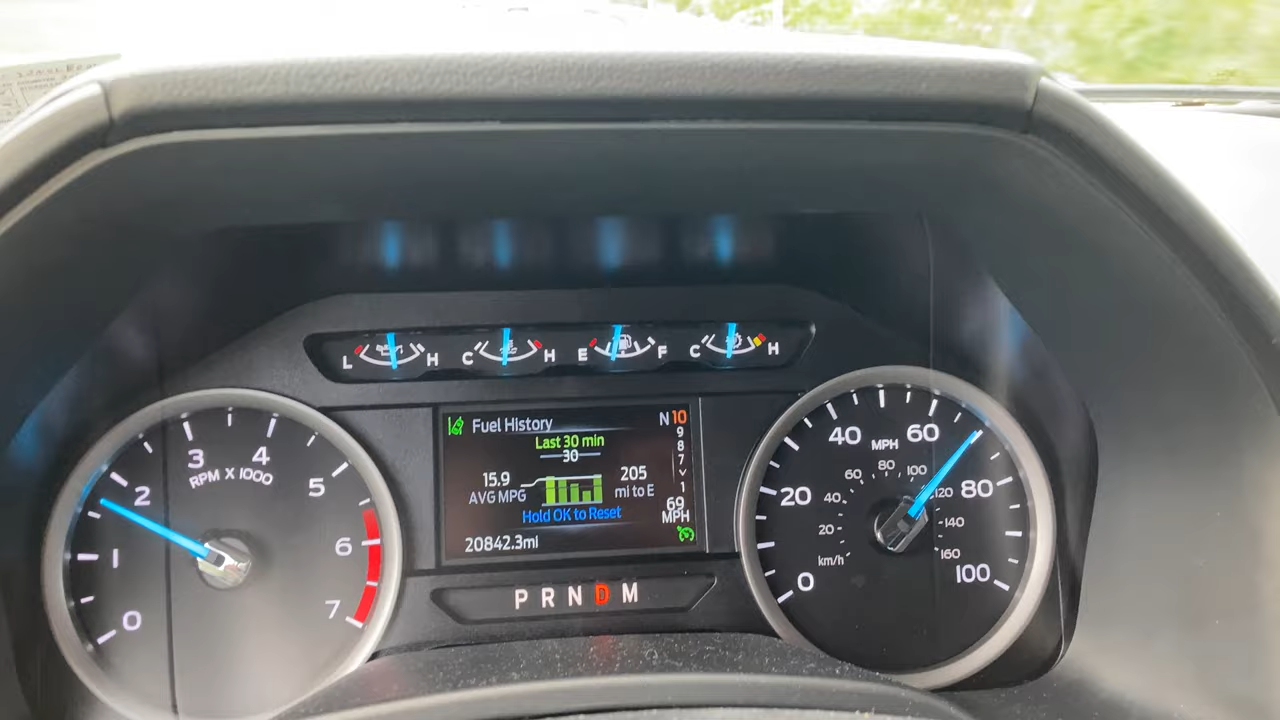 L H C H E F C H
3 4
RPM X 1000
2 5
1 6
0 7
Fuel History
Last 30 min
30
15.9
AVG MPG
205
mi to E
Hold OK to Reset
20842.3mi
N 10
9
8
7
1
69
MPH
P R N D M
40 MPH 60
20 80
0 100
60 80 100
40 120
20 140
km/h 160